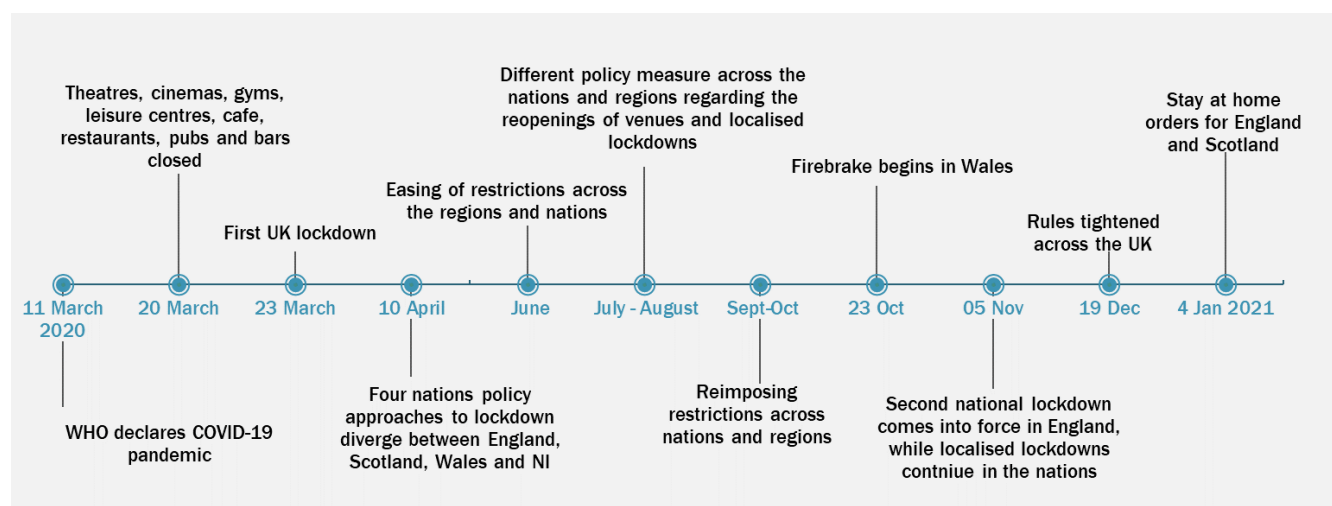 Theatres, cinemas, gyms,
leisure centres, cafe,
restaurants, pubs and bars
closed
First UK lockdown
Easing of restrictions across
the regions and nations
Different policy measure across the
nations and regions regarding the
reopenings of venues and localised
lockdowns
Firebrake begins in Wales
Rules tightened
across the UK
Stay at home
orders for England
and Scotland
11 March
2020
20 March
23 March
10 April
June
July - August
Sept-Oct
23 Oct
05 Nov
19 Dec
4 Jan 2021
WHO declares COVID-19
pandemic
Four nations policy
approaches to lockdown
diverge between England,
Scotland, Wales and NI
Reimposing
restrictions across
nations and regions
Second national lockdown
comes into force in England,
while localised lockdowns
contniue in the nations